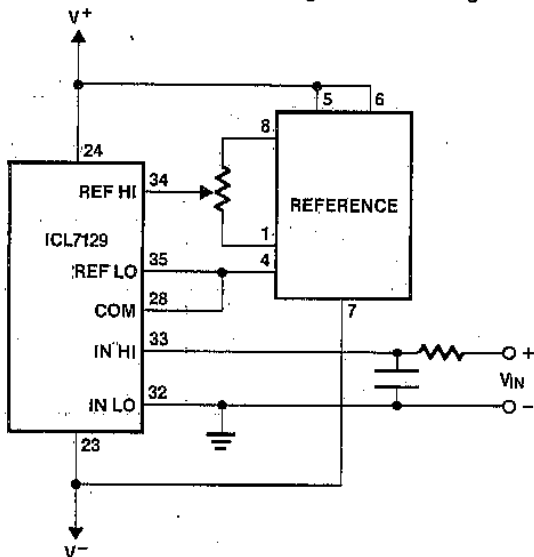 V+
5 6
24
8
34
REF HI
REFERENCE
ICL7129
1
35
REF LO
4
28
COM
7
33
IN HI
+
VIN
32
IN LO
−
23
V−